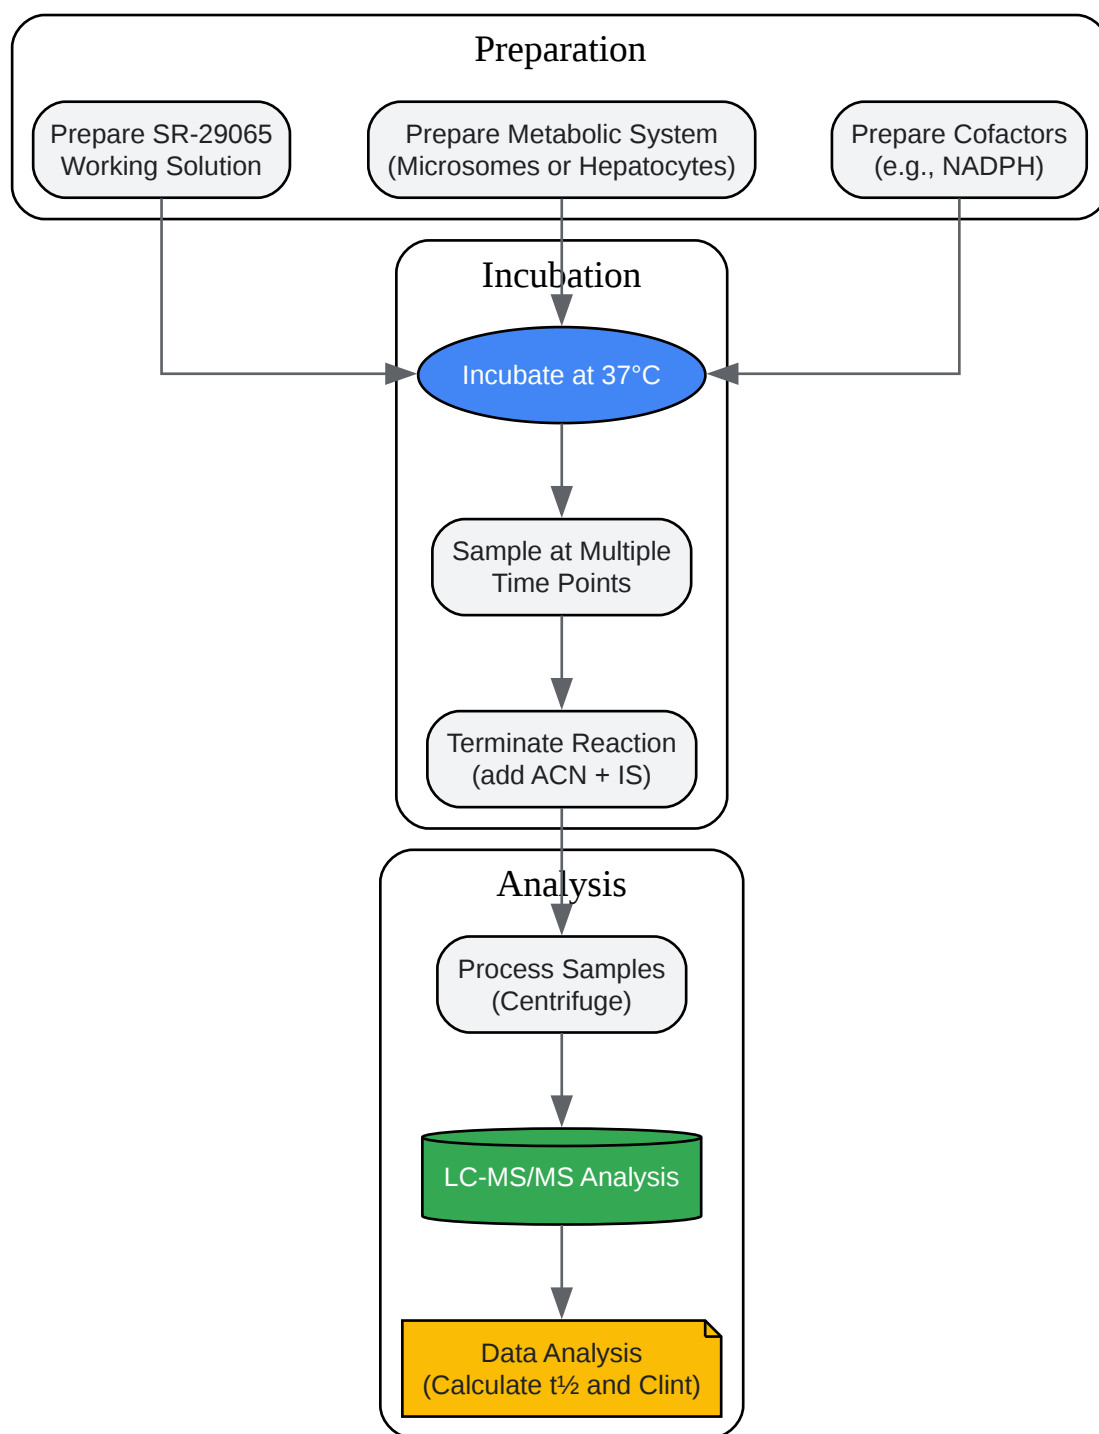 Preparation
Prepare SR-29065
Working Solution
Prepare Metabolic System
(Microsomes or Hepatocytes)
Prepare Cofactors
(e.g., NADPH)
Incubation
Incubate at 37°C
Sample at Multiple
Time Points
Terminate Reaction
(add ACN + IS)
Analysis
Process Samples
(Centrifuge)
LC-MS/MS Analysis
Data Analysis
(Calculate t½ and Clint)